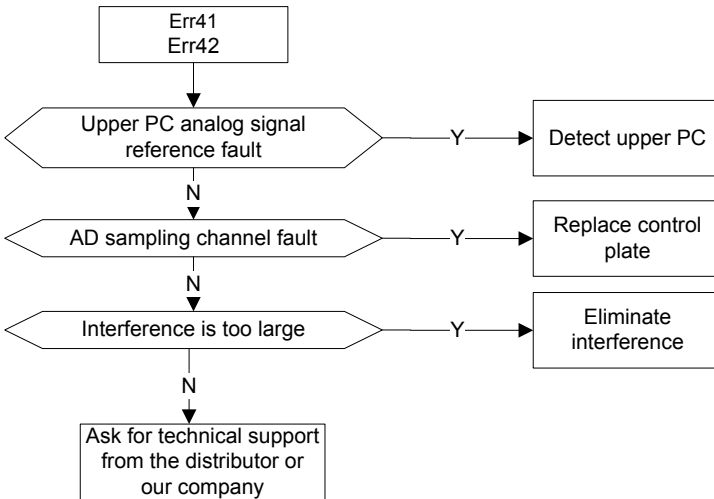 Err41
Err42
Upper PC analog signal
reference fault
Y
Detect upper PC
N
AD sampling channel fault
Y
Replace control
plate
N
Interference is too large
Y
Eliminate
interference
N
Ask for technical support
from the distributor or
our company